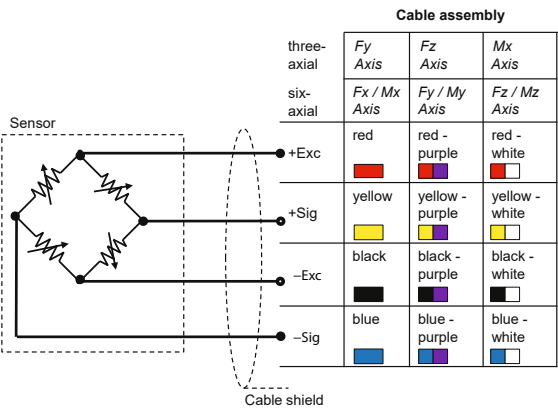 Cable assembly
three-axial Fy Axis Fz Axis Mx Axis
six-axial Fx / Mx Axis Fy / My Axis Fz / Mz Axis
Sensor
+Exc red red - purple red - white
+Sig yellow yellow - purple yellow - white
–Exc black black - purple black - white
–Sig blue blue - purple blue - white
Cable shield